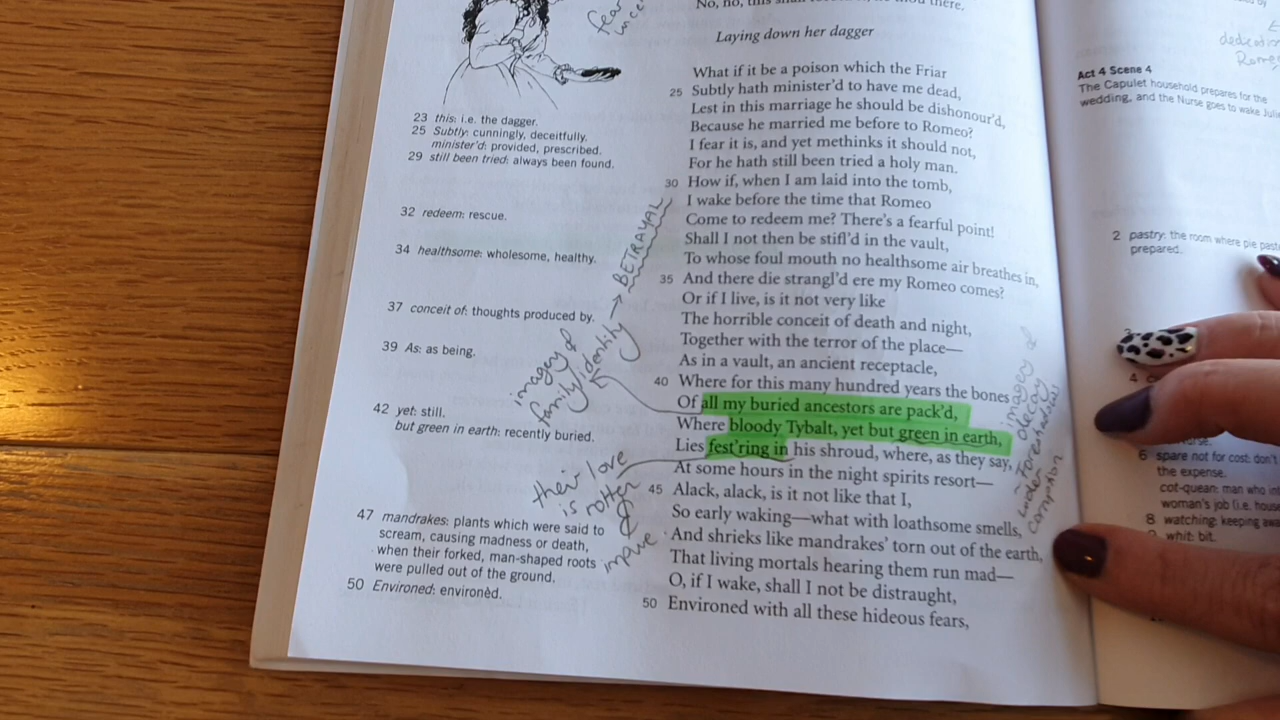 fear
No, no, this shall
there.
Laying down her dagger
What if it be a poison which the Friar
25 Subtly hath minister'd to have me dead,
Lest in this marriage he should be dishonour'd,
Because he married me before to Romeo?
I fear it is, and yet methinks it should not,
For he hath still been tried a holy man.
30 How if, when I am laid into the tomb,
I wake before the time that Romeo
Come to redeem me? There's a fearful point!
Shall I not then be stifl'd in the vault,
To whose foul mouth no healthsome air breathes in,
35 And there die strangl'd ere my Romeo comes?
Or if I live, is it not very like
The horrible conceit of death and night,
Together with the terror of the place—
As in a vault, an ancient receptacle,
40 Where for this many hundred years the bones
Of all my buried ancestors are pack'd,
Where bloody Tybalt, yet but green in earth,
Lies fest'ring in his shroud, where, as they say,
At some hours in the night spirits resort—
45 Alack, alack, is it not like that I,
So early waking—what with loathsome smells,
And shrieks like mandrakes' torn out of the earth,
That living mortals hearing them run mad—
O, if I wake, shall I not be distraught,
50 Environed with all these hideous fears,
23 this: i.e. the dagger.
25 Subtly: cunningly, deceitfully.
minister'd: provided, prescribed.
29 still been tried: always been found.
32 redeem: rescue.
34 healthsome: wholesome, healthy.
37 conceit of: thoughts produced by.
39 As: as being.
42 yet: still.
but green in earth: recently buried.
47 mandrakes: plants which were said to
scream, causing madness or death,
when their forked, man-shaped roots
were pulled out of the ground.
50 Environed: environèd.
imagery of
family/identity → BETRAYAL
their love
is rotten
&
impure
imagery of
decay
~ Foreshadows
under
corruption
dedication
Romeo
Act 4 Scene 4
The Capulet household prepares for the
wedding, and the Nurse goes to wake
2 pastry: the room where pie
prepared.
4
6 spare not for cost: don't
the expense.
cot-quean: man who
woman's job (i.e.
8 watching: keeping
whit: bit.